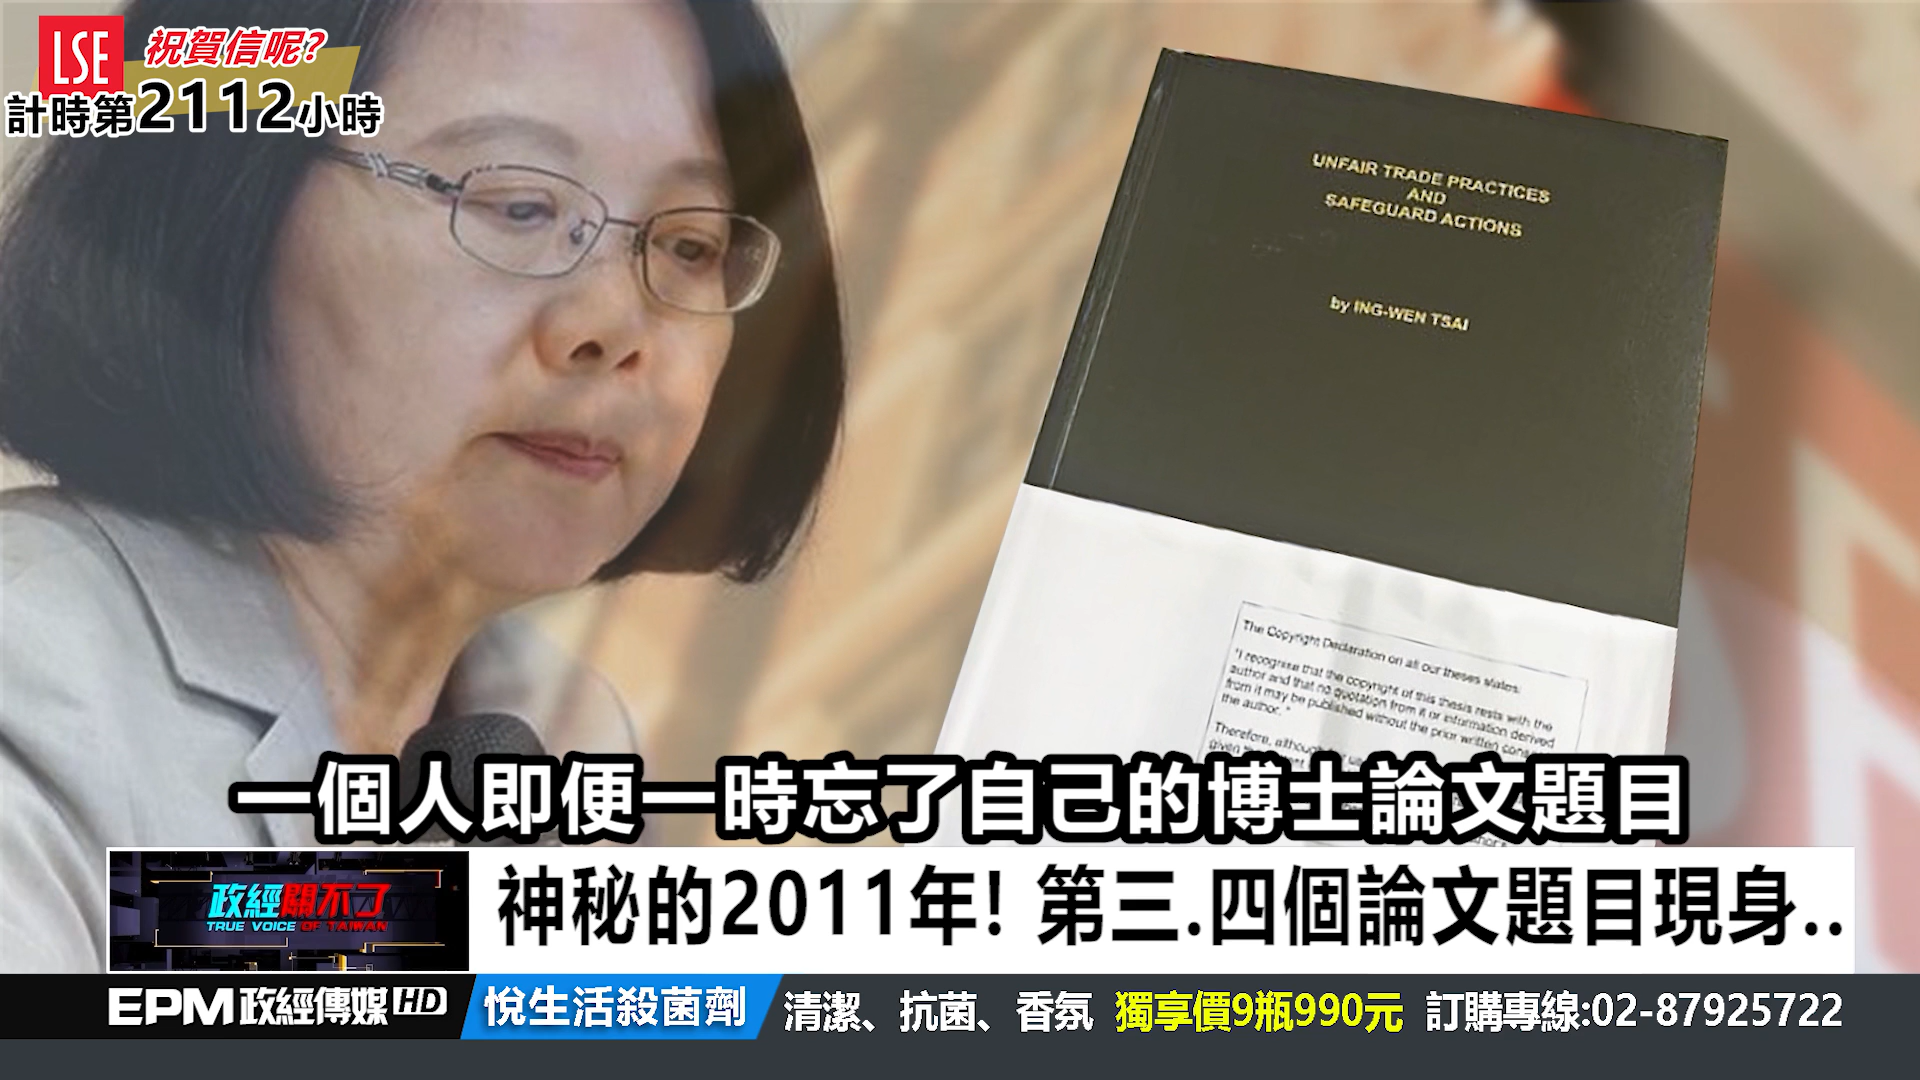 LSE
祝賀信呢?
計時第2112小時
UNFAIR TRADE PRACTICES
AND
SAFEGUARD ACTIONS
by ING-WEN TSAI
The Copyright Declaration on all our theses states:
"I recognise that the copyright of this thesis rests with the
author and that no quotation from it or information derived
from it may be published without the prior written
the author."
Therefore, although
given
一個人即便一時忘了自己的博士論文題目
政經關不了
TRUE VOICE OF TAIWAN
神秘的2011年! 第三.四個論文題目現身..
EPM政經傳媒HD
悅生活殺菌劑
清潔、抗菌、香氛 獨享價9瓶990元 訂購專線:02-87925722